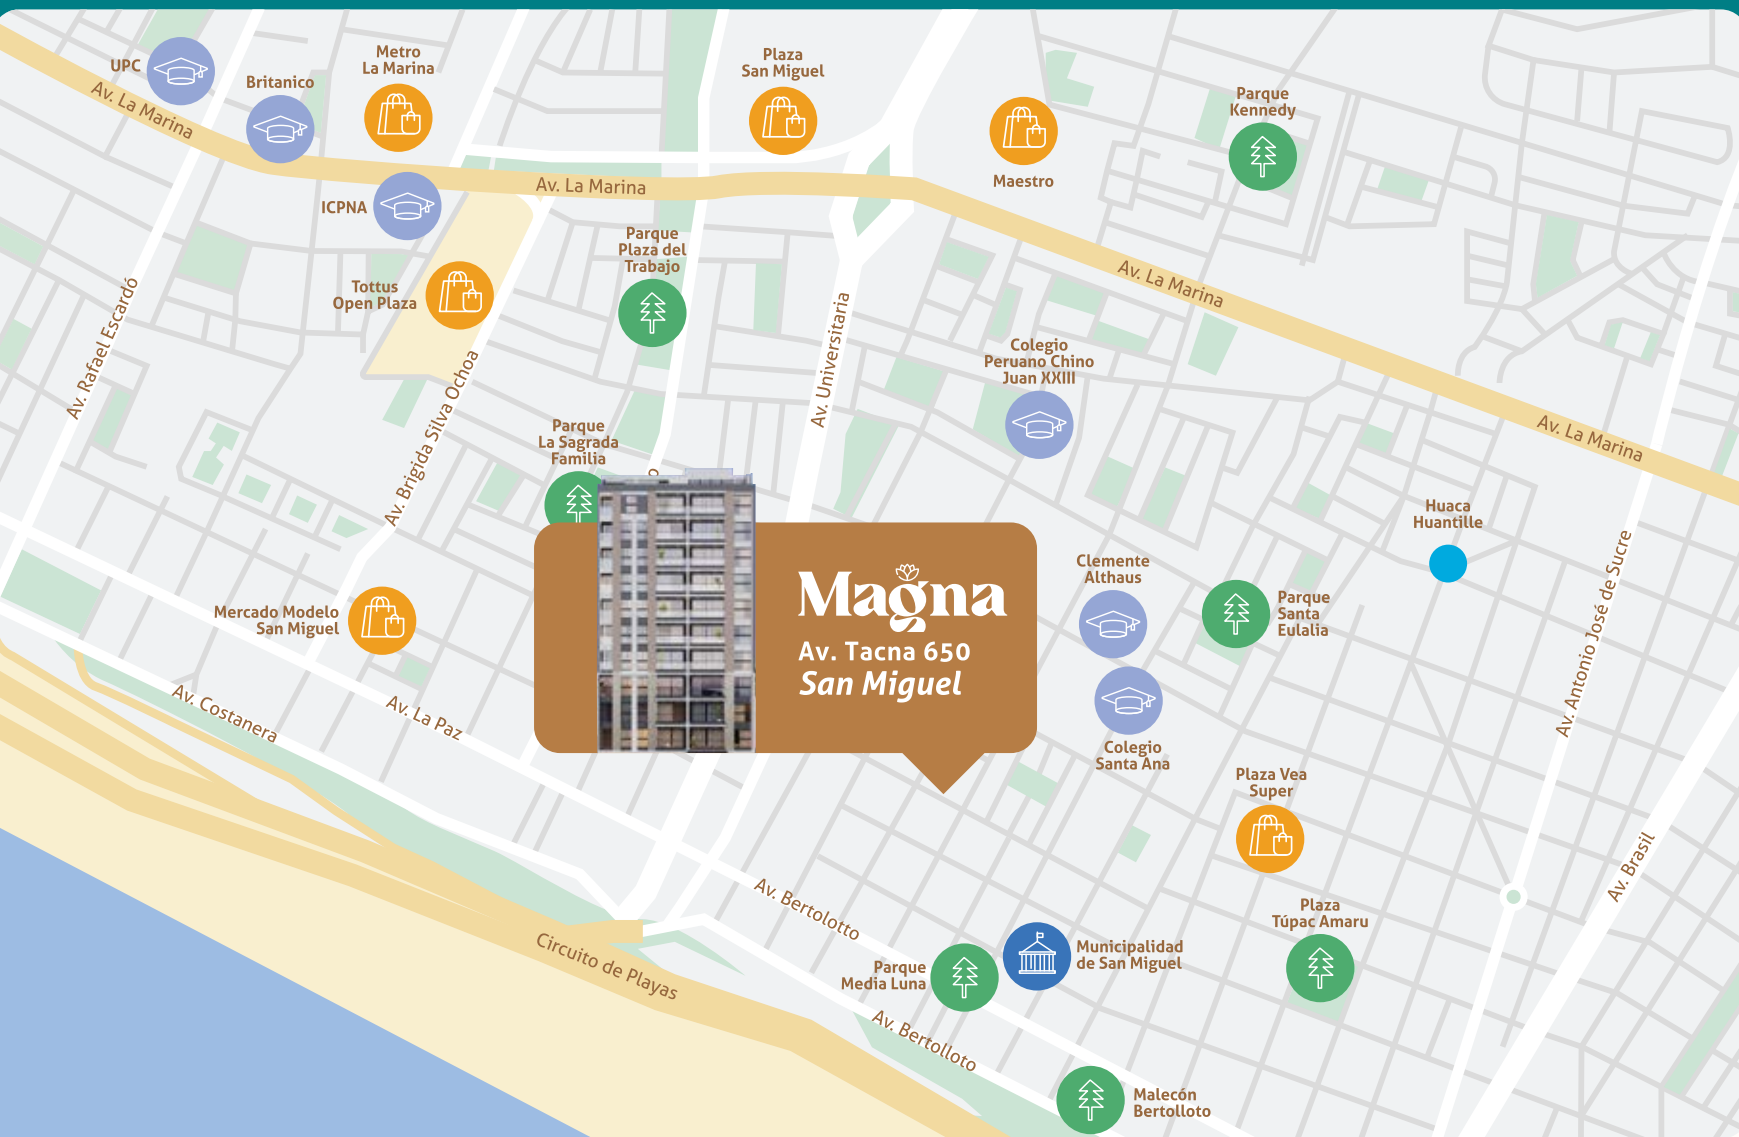 UPC
Av. La Marina
Britanico
Metro
La Marina
Plaza
San Miguel
Maestro
Parque
Kennedy
ICPNA
Av. La Marina
Parque
Plaza del
Trabajo
Tottus
Open Plaza
Av. Rafael Escardó
Av. Brigida Silva Ochoa
Av. Universitaria
Av. La Marina
Colegio
Peruano Chino
Juan XXIII
Av. La Marina
Parque
La Sagrada
Familia
o
Huaca
Huantille
Clemente
Althaus
Parque
Santa
Eulalia
Av. Antonio José de Sucre
Mercado Modelo
San Miguel
Magna
Av. Tacna 650
San Miguel
Av. Costanera
Av. La Paz
Colegio
Santa Ana
Plaza Vea
Super
Av. Brasil
Av. Bertolotto
Plaza
Túpac Amaru
Circuito de Playas
Parque
Media Luna
Municipalidad
de San Miguel
Av. Bertolloto
Malecón
Bertolloto